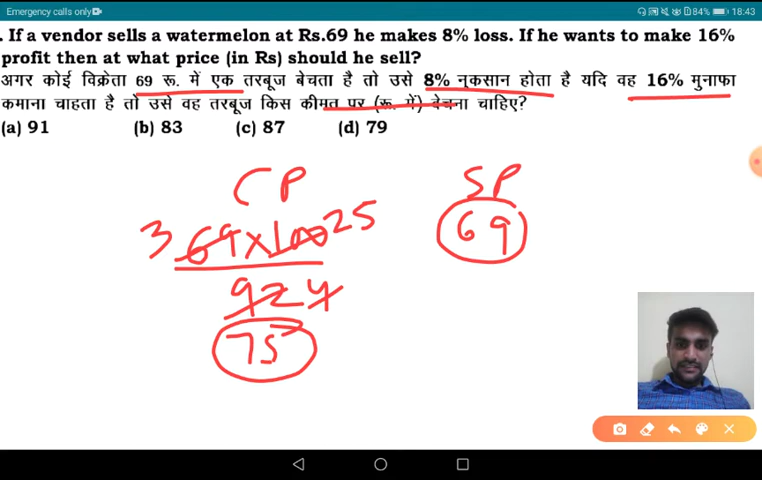 Emergency calls only 84% 18:43
. If a vendor sells a watermelon at Rs.69 he makes 8% loss. If he wants to make 16%
profit then at what price (in Rs) should he sell?
अगर कोई विक्रेता 69 रू. में एक तरबूज बेचता है तो उसे 8% नुकसान होता है यदि वह 16% मुनाफा
कमाना चाहता है तो उसे वह तरबूज किस कीमत पर (रू. में) बेचना चाहिए?
(a) 91 (b) 83 (c) 87 (d) 79
CP SP
3 69x100 25 69
92 4
75